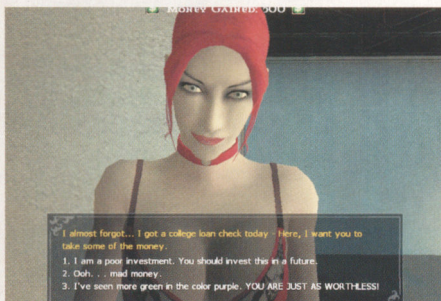 MONEY GAINED: 300
I almost forgot... I got a college loan check today - Here, I want you to
take some of the money.
1. I am a poor investment. You should invest this in a future.
2. Ooh. . . mad money.
3. I've seen more green in the color purple. YOU ARE JUST AS WORTHLESS!